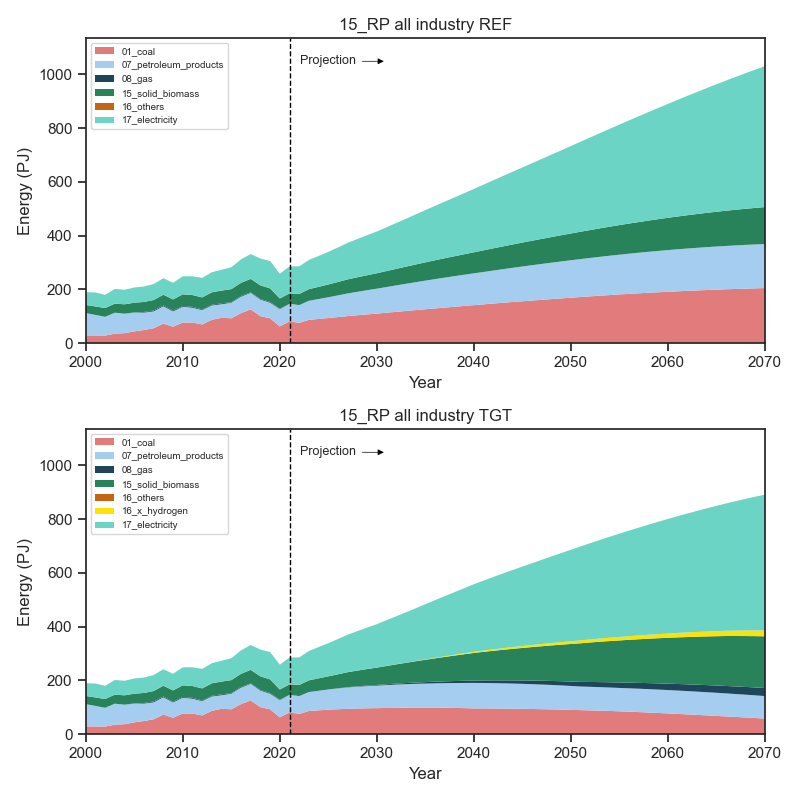 15_RP all industry REF
1000
800
600
400
200
0
Energy (PJ)
01_coal
07_petroleum_products
08_gas
15_solid_biomass
16_others
17_electricity
Projection
2000 2010 2020 2030 2040 2050 2060 2070
Year
15_RP all industry TGT
1000
800
600
400
200
0
Energy (PJ)
01_coal
07_petroleum_products
08_gas
15_solid_biomass
16_others
16_x_hydrogen
17_electricity
Projection
2000 2010 2020 2030 2040 2050 2060 2070
Year